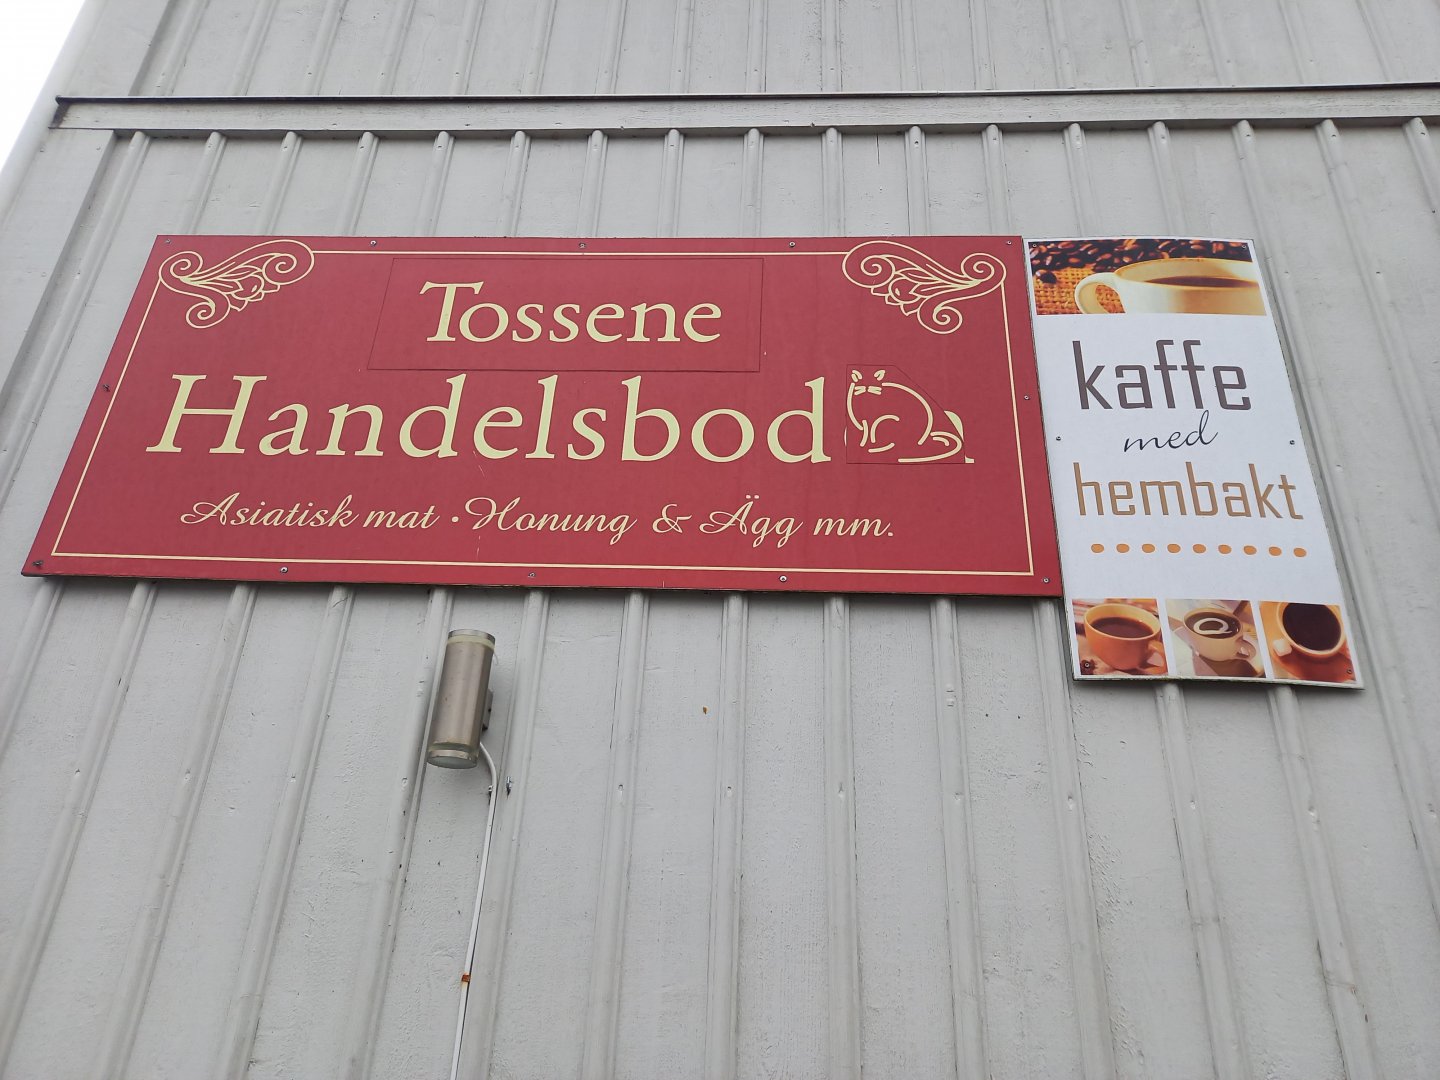 Tossene
Handelsbod
Asiatisk mat · Honung & Ägg mm.
kaffe
med
hembakt